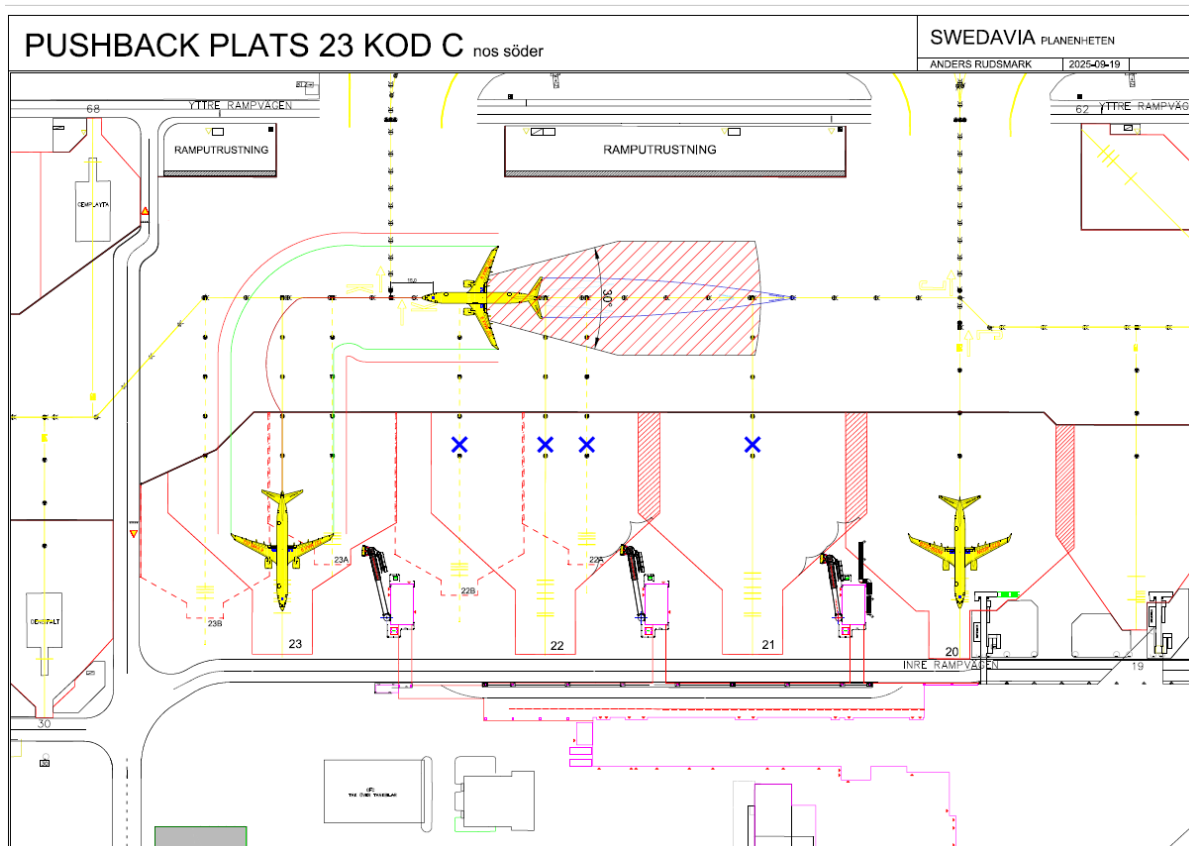 PUSHBACK PLATS 23 KOD C nos söder
SWEDAVIA PLANENHETEN
ANDERS RUDSMARK 2025-09-19
68
YTTRE RAMPVÄGEN
62
YTTRE RAMPVÄG
RAMPUTRUSTNING
RAMPUTRUSTNING
30°
23A
22A
22B
23B
23
22
21
20
19
INRE RAMPVÄGEN
30